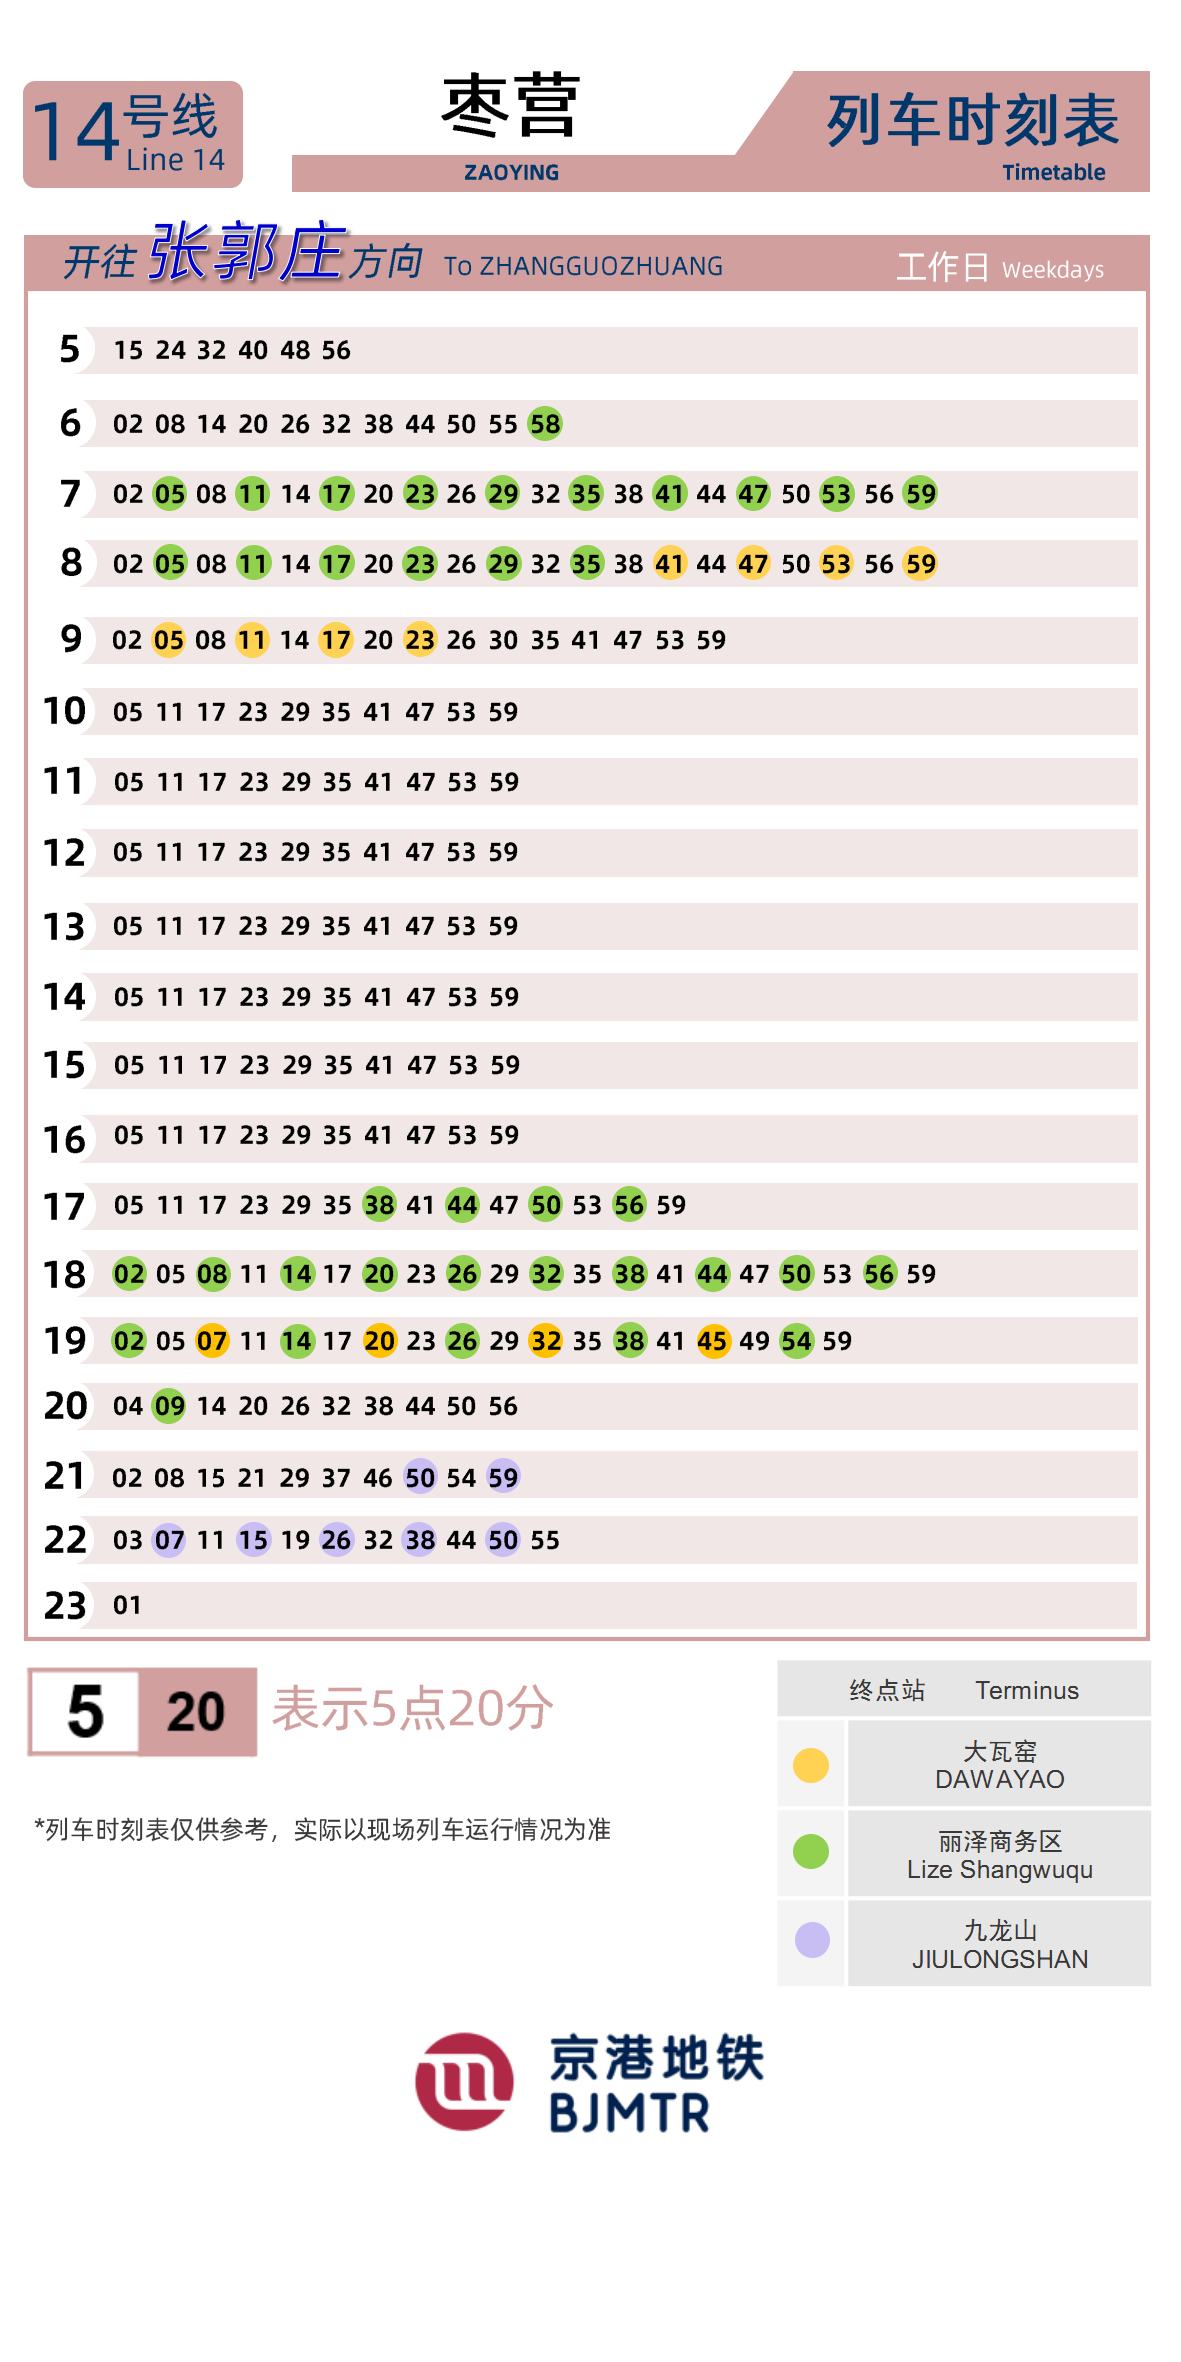 14号线
Line 14
枣营
ZAOYING
列车时刻表
Timetable
开往 张郭庄 方向 To ZHANGGUOZHUANG 工作日 Weekdays
5 15 24 32 40 48 56
6 02 08 14 20 26 32 38 44 50 55 58
7 02 05 08 11 14 17 20 23 26 29 32 35 38 41 44 47 50 53 56 59
8 02 05 08 11 14 17 20 23 26 29 32 35 38 41 44 47 50 53 56 59
9 02 05 08 11 14 17 20 23 26 30 35 41 47 53 59
10 05 11 17 23 29 35 41 47 53 59
11 05 11 17 23 29 35 41 47 53 59
12 05 11 17 23 29 35 41 47 53 59
13 05 11 17 23 29 35 41 47 53 59
14 05 11 17 23 29 35 41 47 53 59
15 05 11 17 23 29 35 41 47 53 59
16 05 11 17 23 29 35 41 47 53 59
17 05 11 17 23 29 35 38 41 44 47 50 53 56 59
18 02 05 08 11 14 17 20 23 26 29 32 35 38 41 44 47 50 53 56 59
19 02 05 07 11 14 17 20 23 26 29 32 35 38 41 45 49 54 59
20 04 09 14 20 26 32 38 44 50 56
21 02 08 15 21 29 37 46 50 54 59
22 03 07 11 15 19 26 32 38 44 50 55
23 01
5 20 表示5点20分
*列车时刻表仅供参考，实际以现场列车运行情况为准
终点站 Terminus
大瓦窑
DAWAYAO
丽泽商务区
Lize Shangwuqu
九龙山
JIULONGSHAN
京港地铁
BJMTR